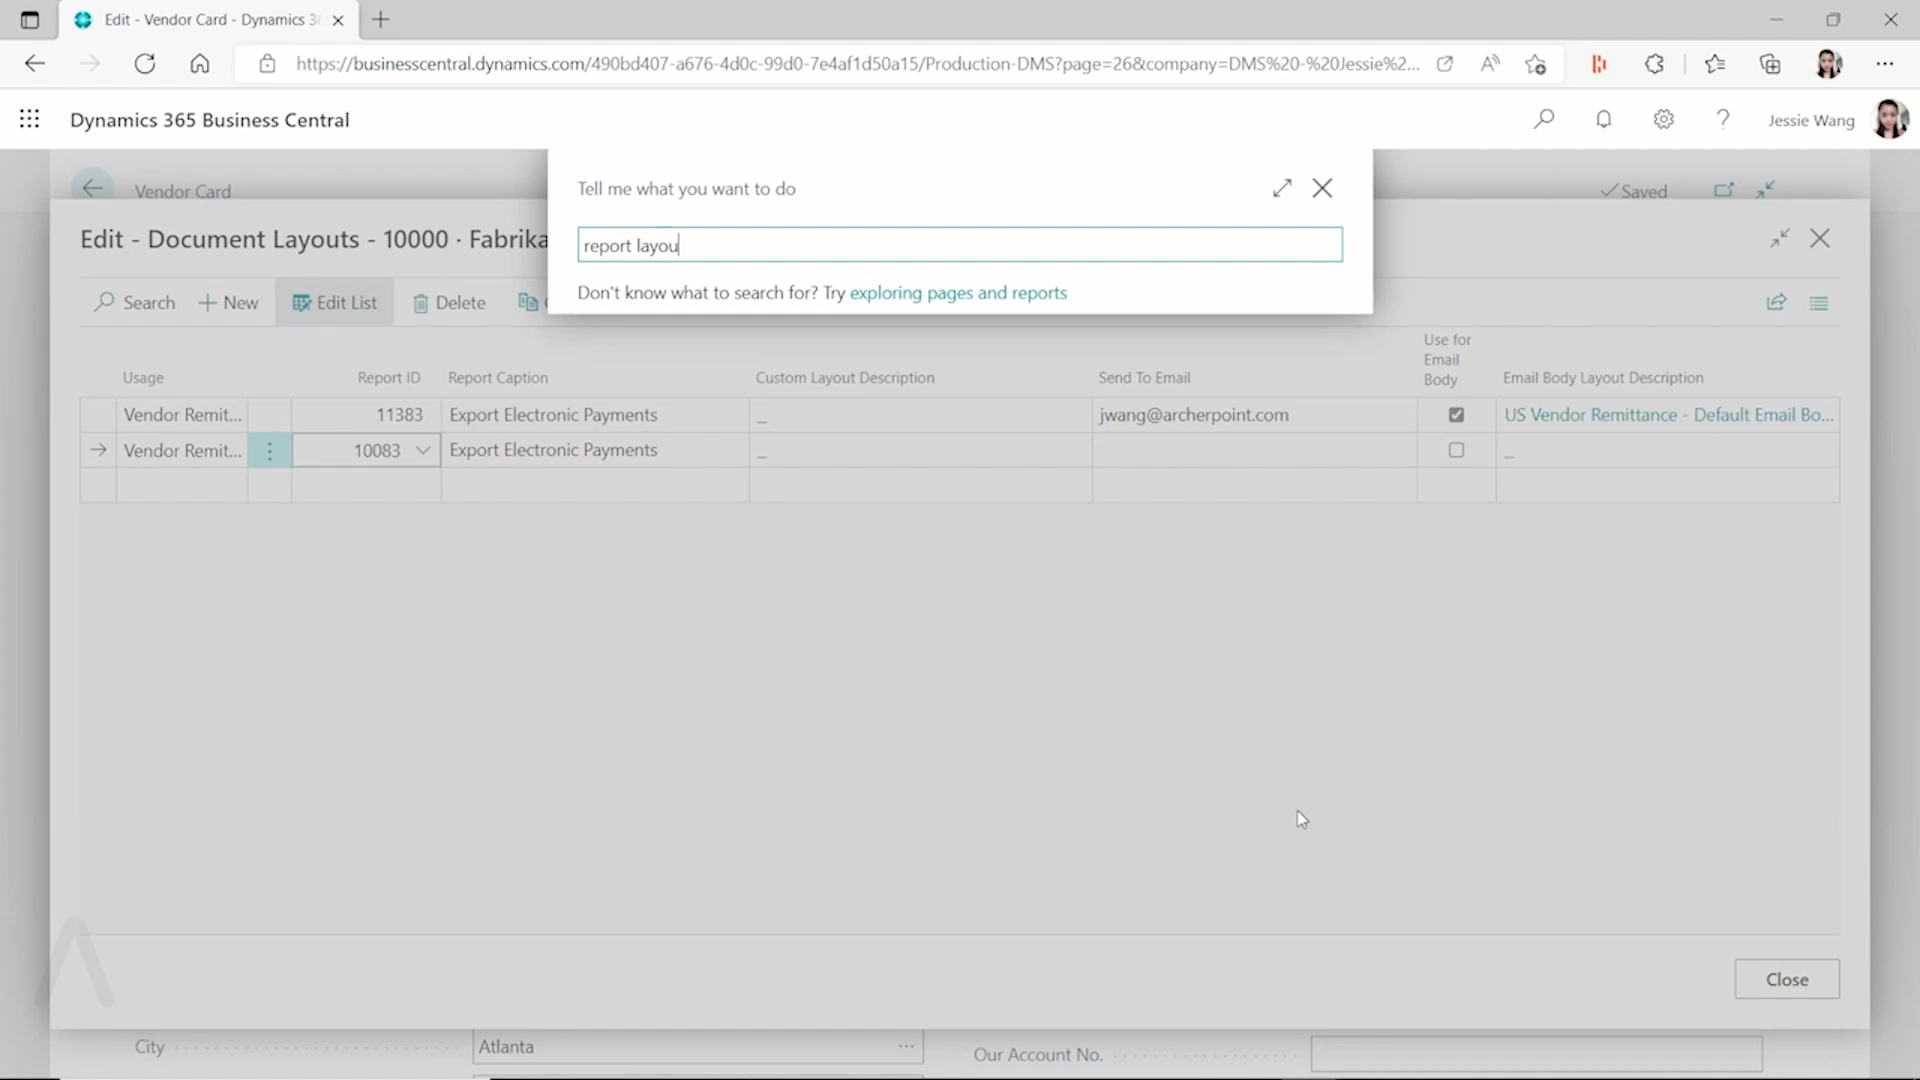 Edit - Vendor Card - Dynamics 3
https://businesscentral.dynamics.com/490bd407-a676-4d0c-99d0-7e4af1d50a15/Production-DMS?page=26&company=DMS%20-%20Jessie%2...
Dynamics 365 Business Central
Jessie Wang
Vendor Card
Saved
Tell me what you want to do
report layou
Don't know what to search for? Try exploring pages and reports
Edit - Document Layouts - 10000 · Fabrika
Search
New
Edit List
Delete
Usage
Report ID
Report Caption
Custom Layout Description
Send To Email
Use for
Email
Body
Email Body Layout Description
Vendor Remit... 11383 Export Electronic Payments _ jwang@archerpoint.com US Vendor Remittance - Default Email Bo...
Vendor Remit... 10083 Export Electronic Payments _ _
Close
City
Atlanta
Our Account No.